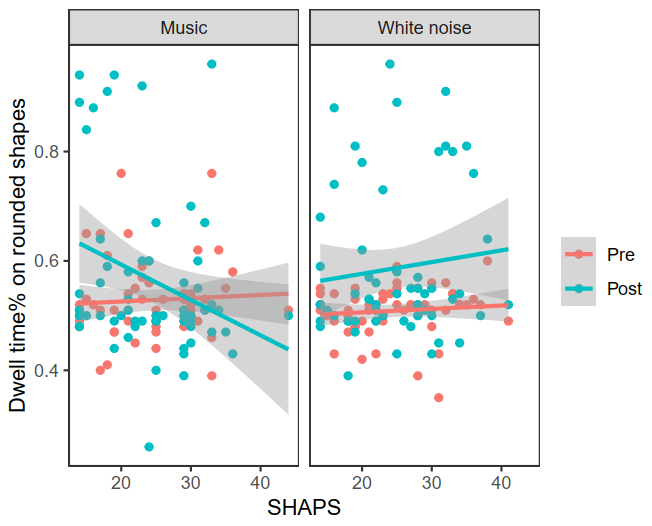 Music White noise
Dwell time% on rounded shapes
0.8
0.6
0.4
20 30 40 20 30 40
SHAPS
Pre
Post